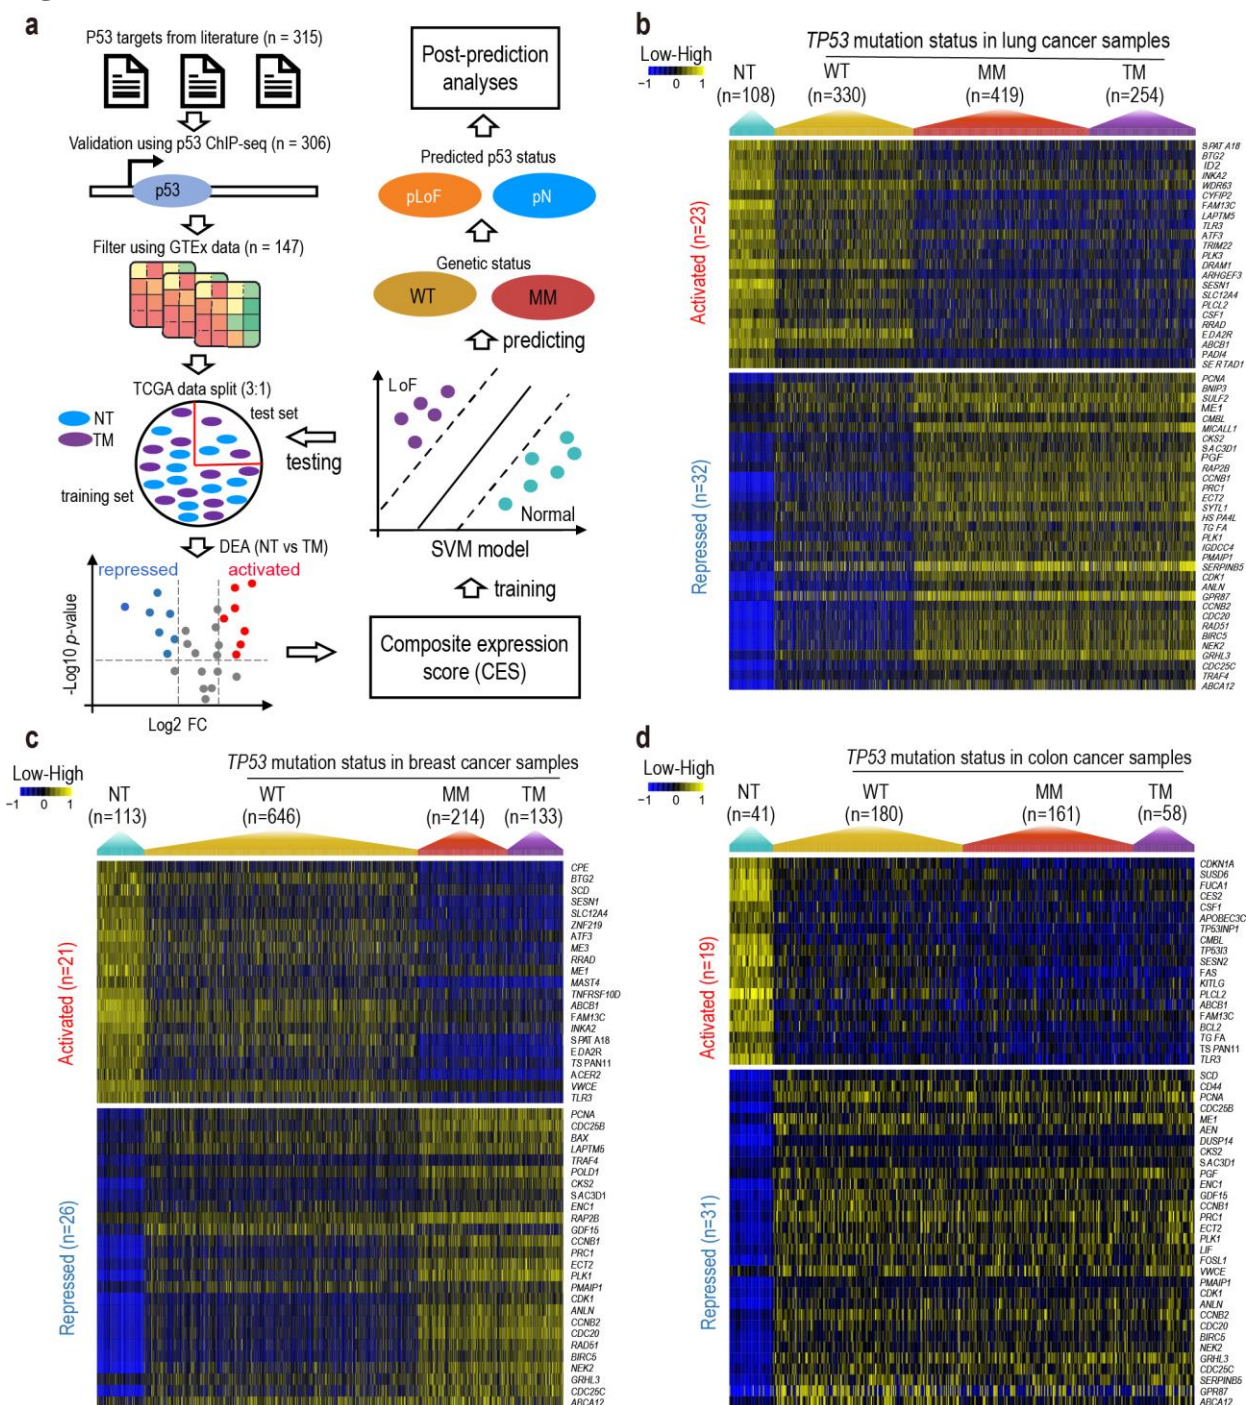 a
P53 targets from literature (n = 315)
Validation using p53 ChIP-seq (n = 306)
p53
Filter using GTEx data (n = 147)
TCGA data split (3:1)
NT
TM
test set
training set
DEA (NT vs TM)
repressed
activated
-Log10 p-value
Log2 FC
Post-prediction
analyses
Predicted p53 status
pLoF
pN
Genetic status
WT
MM
predicting
LoF
Normal
testing
SVM model
training
Composite expression
score (CES)
b
TP53 mutation status in lung cancer samples
Low-High
−1 0 1
NT
(n=108)
WT
(n=330)
MM
(n=419)
TM
(n=254)
Activated (n=23)
SPATA18
BTG2
ID2
INKA2
WDR63
CYFIP2
FAM13C
LAPTM5
TLR3
ATF3
TRIM22
PLK3
DRAM1
ARHGEF3
SESN1
SLC12A4
PLCL2
CSF1
RRAD
EDA2R
ABCB1
PADI4
SERTAD1
Repressed (n=32)
PCNA
BNIP3
SULF2
ME1
CMBL
MICALL1
CKS2
SAC3D1
PGF
RAP2B
CCNB1
PRC1
ECT2
SYTL1
HSPA4L
TGFA
PLK1
IGDCC4
PMAIP1
SERPINB5
CDK1
ANLN
GPR87
CCNB2
CDC20
RAD51
BIRC5
NEK2
GRHL3
CDC25C
TRAF4
ABCA12
c
TP53 mutation status in breast cancer samples
Low-High
−1 0 1
NT
(n=113)
WT
(n=646)
MM
(n=214)
TM
(n=133)
Activated (n=21)
CPE
BTG2
SCD
SESN1
SLC12A4
ZNF219
ATF3
ME3
RRAD
ME1
MAST4
TNFRSF10D
ABCB1
FAM13C
INKA2
SPATA18
EDA2R
TSPAN11
ACER2
VWCE
TLR3
Repressed (n=26)
PCNA
CDC25B
BAX
LAPTM5
TRAF4
POLD1
CKS2
SAC3D1
ENC1
RAP2B
GDF15
CCNB1
PRC1
ECT2
PLK1
PMAIP1
CDK1
ANLN
CCNB2
CDC20
RAD51
BIRC5
NEK2
GRHL3
CDC25C
ABCA12
d
TP53 mutation status in colon cancer samples
Low-High
−1 0 1
NT
(n=41)
WT
(n=180)
MM
(n=161)
TM
(n=58)
Activated (n=19)
CDKN1A
SUSD6
FUCA1
CES2
CSF1
APOBEC3C
TP53INP1
CMBL
TP53I3
SESN2
FAS
KITLG
PLCL2
ABCB1
FAM13C
BCL2
TGFA
TSPAN11
TLR3
Repressed (n=31)
SCD
CD44
PCNA
CDC25B
ME1
AEN
DUSP14
CKS2
SAC3D1
PGF
ENC1
GDF15
CCNB1
PRC1
ECT2
PLK1
LIF
FOSL1
VWCE
PMAIP1
CDK1
ANLN
CCNB2
CDC20
BIRC5
NEK2
GRHL3
CDC25C
SERPINB5
GPR87
ABCA12